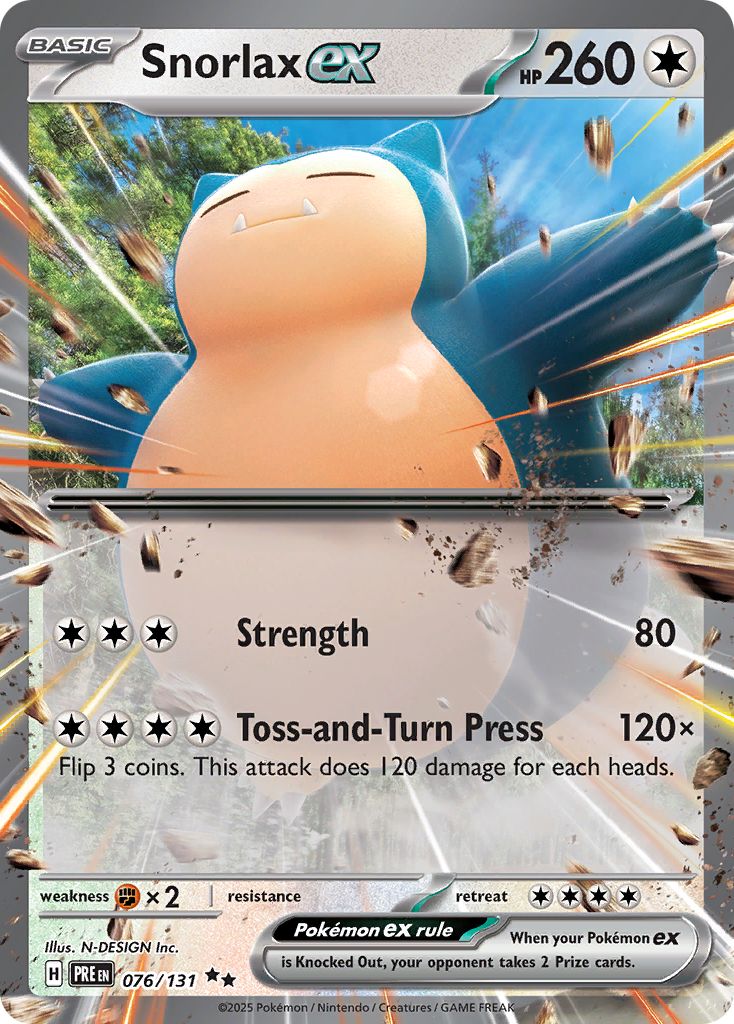 BASIC
Snorlax ex
HP 260
Strength 80
Toss-and-Turn Press 120×
Flip 3 coins. This attack does 120 damage for each heads.
weakness ×2 resistance retreat
Illus. N-DESIGN Inc.
Pokémon ex rule When your Pokémon ex
is Knocked Out, your opponent takes 2 Prize cards.
H PRE EN 076/131
©2025 Pokémon / Nintendo / Creatures / GAME FREAK